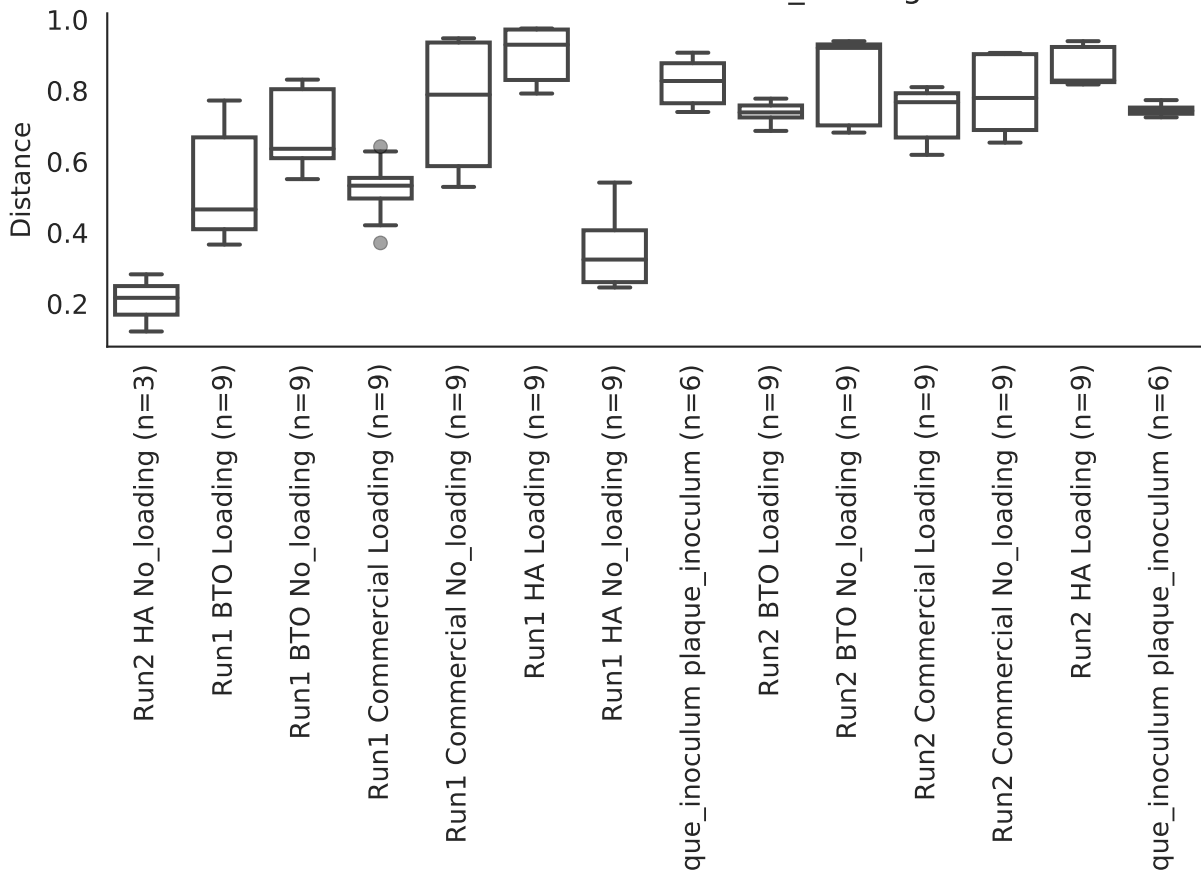 1.0
0.8
0.6
0.4
0.2
Distance
Run2 HA No_loading (n=3)
Run1 BTO Loading (n=9)
Run1 BTO No_loading (n=9)
Run1 Commercial Loading (n=9)
Run1 Commercial No_loading (n=9)
Run1 HA Loading (n=9)
Run1 HA No_loading (n=9)
que_inoculum plaque_inoculum (n=6)
Run2 BTO Loading (n=9)
Run2 BTO No_loading (n=9)
Run2 Commercial Loading (n=9)
Run2 Commercial No_loading (n=9)
Run2 HA Loading (n=9)
que_inoculum plaque_inoculum (n=6)